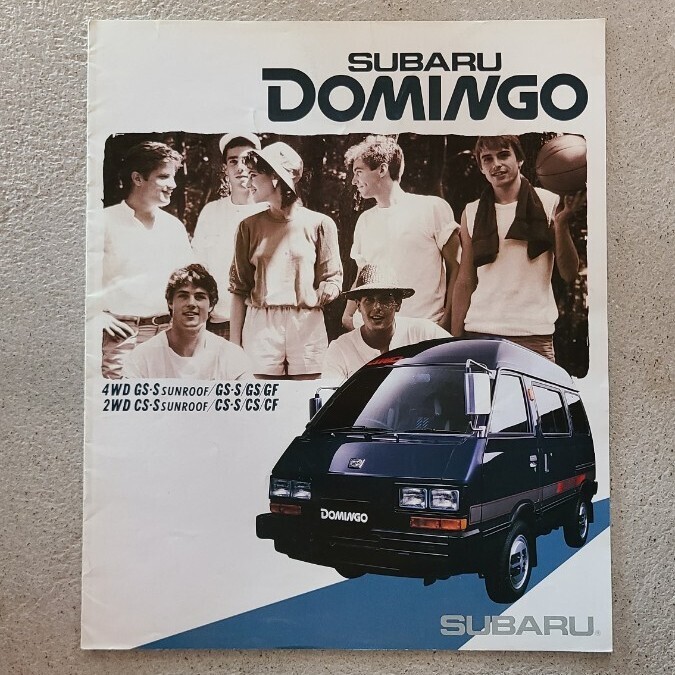 SUBARU
DOMINGO
4WD GS-S SUNROOF/GS-S/GS/GF
2WD CS-S SUNROOF/CS-S/CS/CF
DOMINGO
SUBARU®